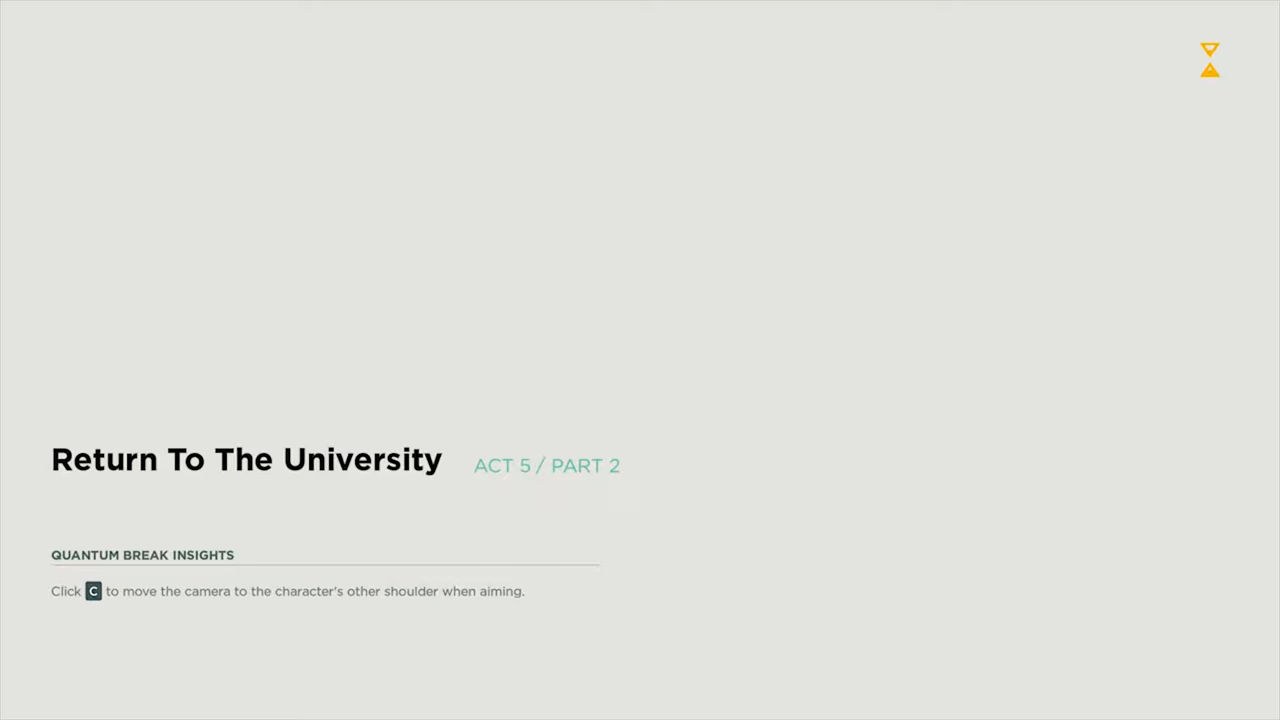 Return To The University ACT 5 / PART 2
QUANTUM BREAK INSIGHTS
Click C to move the camera to the character's other shoulder when aiming.